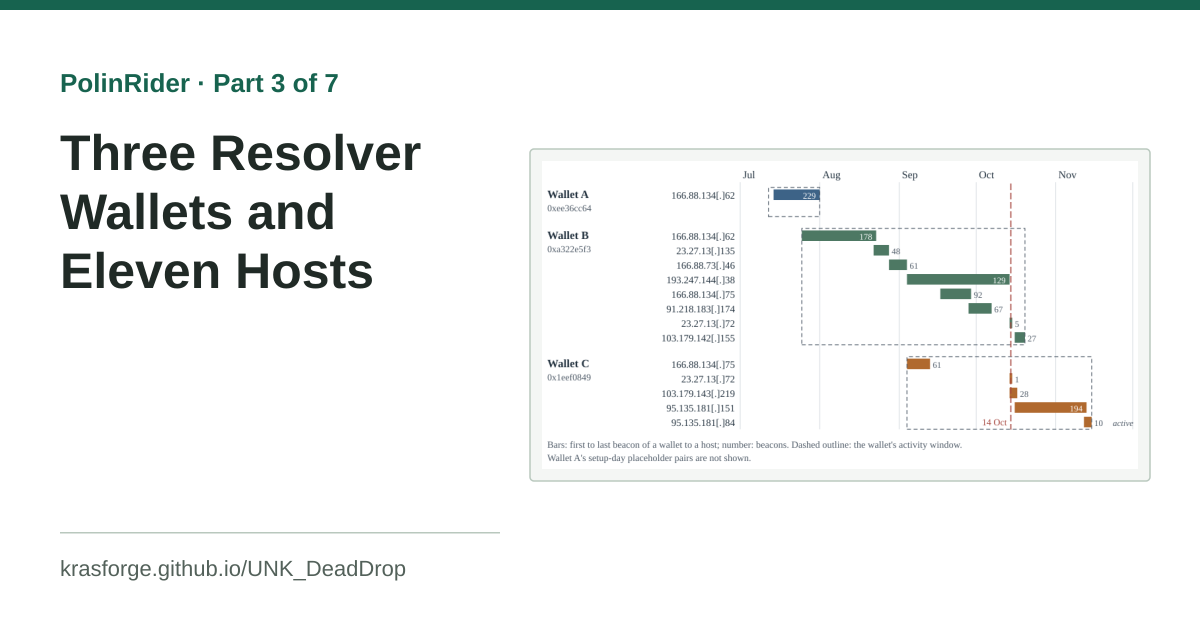 PolinRider · Part 3 of 7
Three Resolver
Wallets and
Eleven Hosts
Jul Aug Sep Oct Nov
Wallet A 166.88.134[.]62 229
0xee36cc64
Wallet B 166.88.134[.]62 178
0xa322e5f3 23.27.13[.]135 48
166.88.73[.]46 61
193.247.144[.]38 129
166.88.134[.]75 92
91.218.183[.]174 67
23.27.13[.]72 5
103.179.142[.]155 27
Wallet C 166.88.134[.]75 61
0x1eef0849 23.27.13[.]72 1
103.179.143[.]219 28
95.135.181[.]151 194
95.135.181[.]84 14 Oct 10 active
Bars: first to last beacon of a wallet to a host; number: beacons. Dashed outline: the wallet's activity window.
Wallet A's setup-day placeholder pairs are not shown.
krasforge.github.io/UNK_DeadDrop